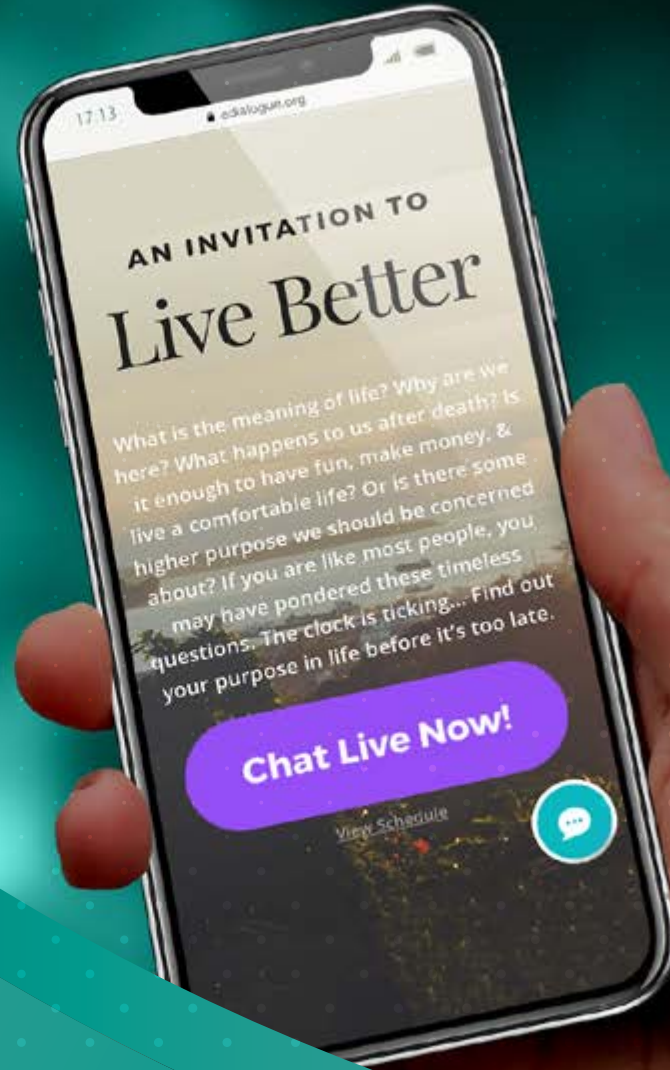 17:13
edialogue.org
AN INVITATION TO
Live Better
What is the meaning of life? Why are we
here? What happens to us after death? Is
it enough to have fun, make money, &
live a comfortable life? Or is there some
higher purpose we should be concerned
about? If you are like most people, you
may have pondered these timeless
questions. The clock is ticking... Find out
your purpose in life before it's too late.
Chat Live Now!
View Schedule